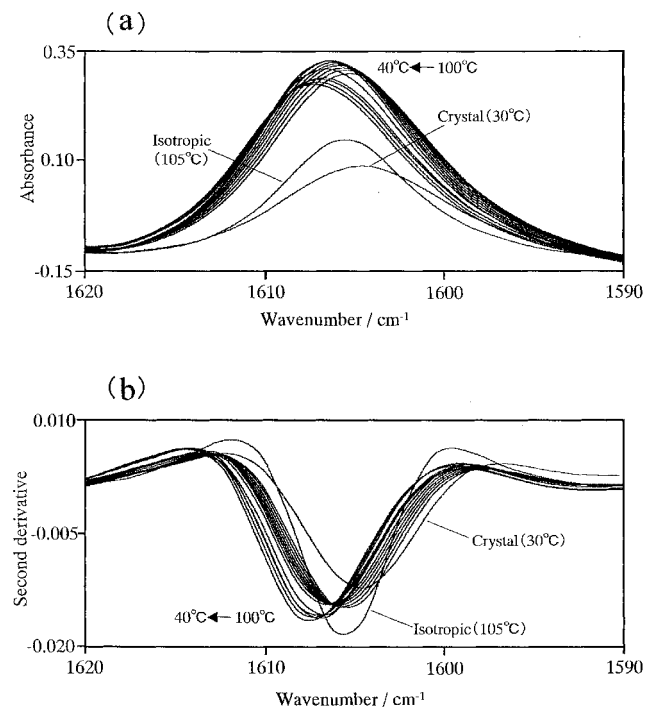 (a)
0.35
40℃ ← 100℃
Crystal (30℃)
Isotropic
(105℃)
0.10
Absorbance
-0.15
1620
1610
1600
1590
Wavenumber / cm-1
(b)
0.010
Second derivative
-0.005
Crystal (30℃)
40℃ ← 100℃
Isotropic (105℃)
-0.020
1620
1610
1600
1590
Wavenumber / cm-1